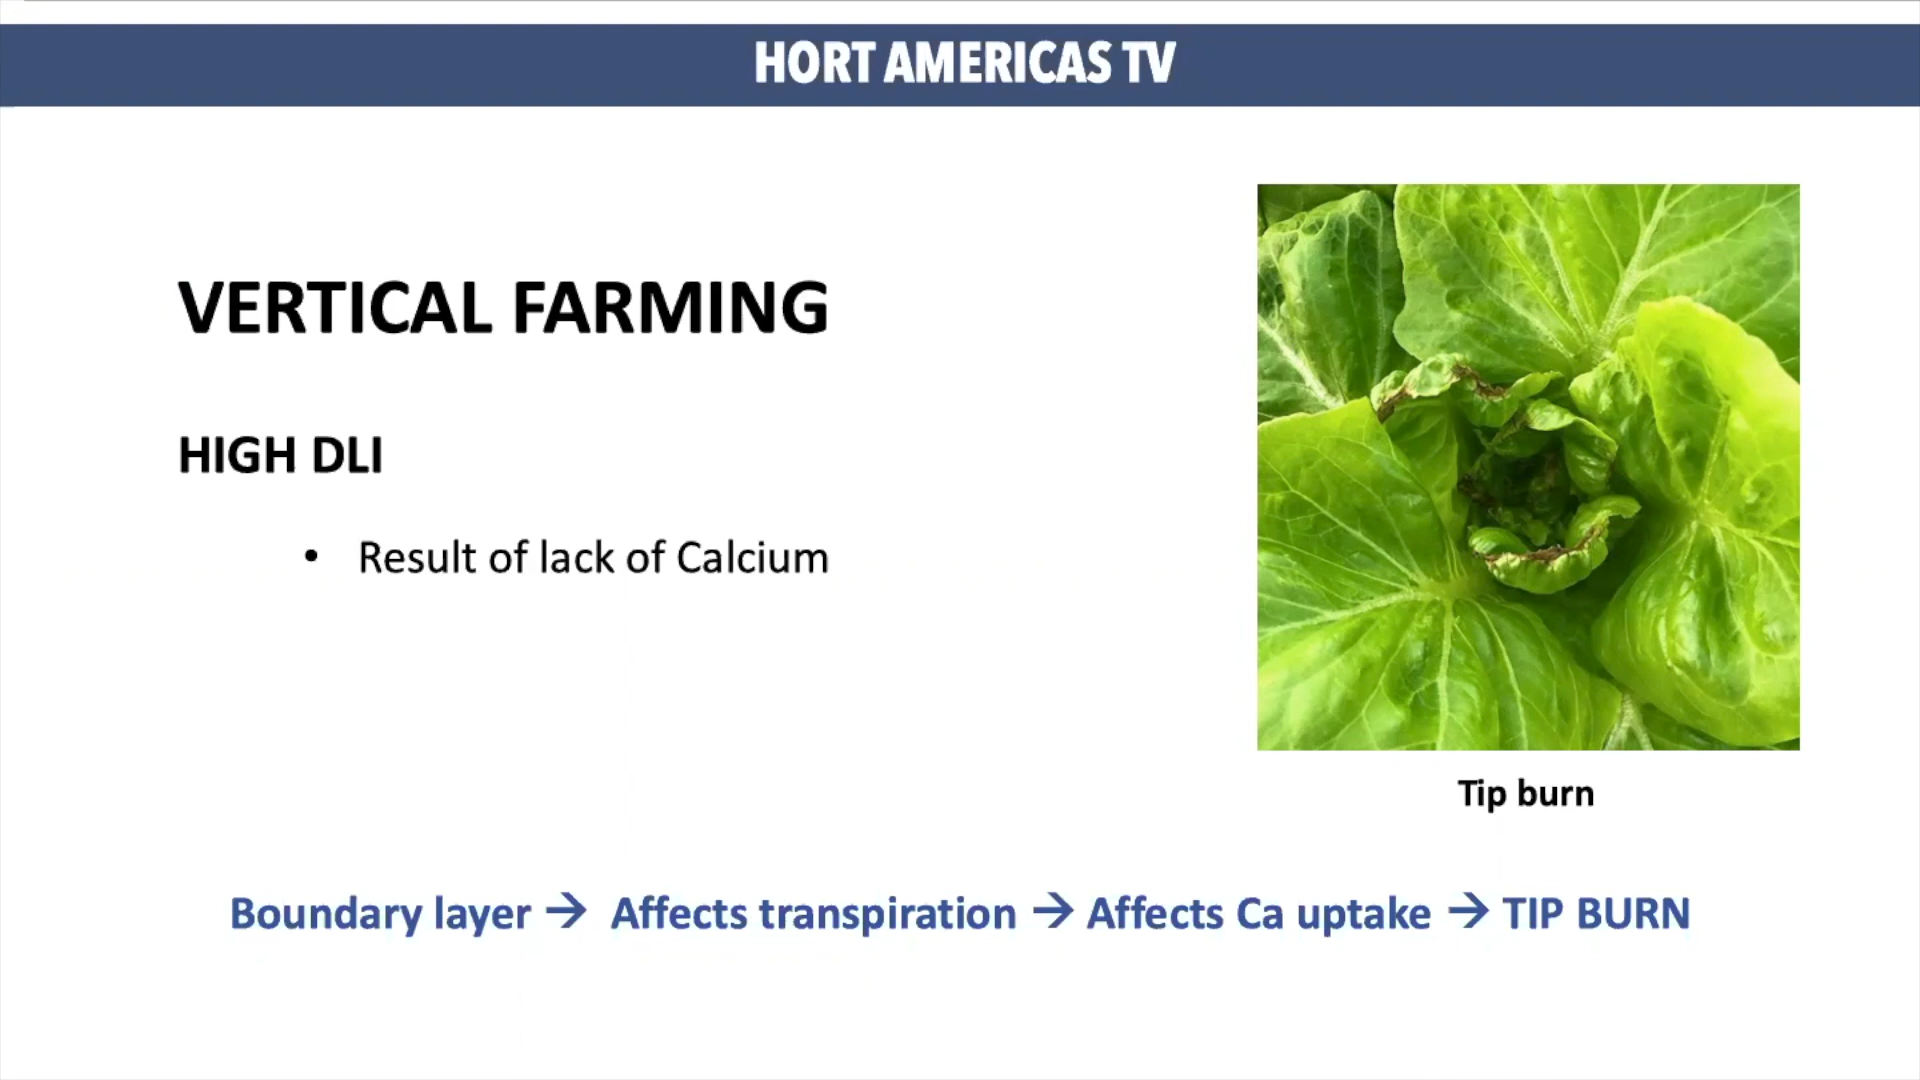 HORT AMERICAS TV
VERTICAL FARMING
HIGH DLI
• Result of lack of Calcium
Tip burn
Boundary layer → Affects transpiration → Affects Ca uptake → TIP BURN